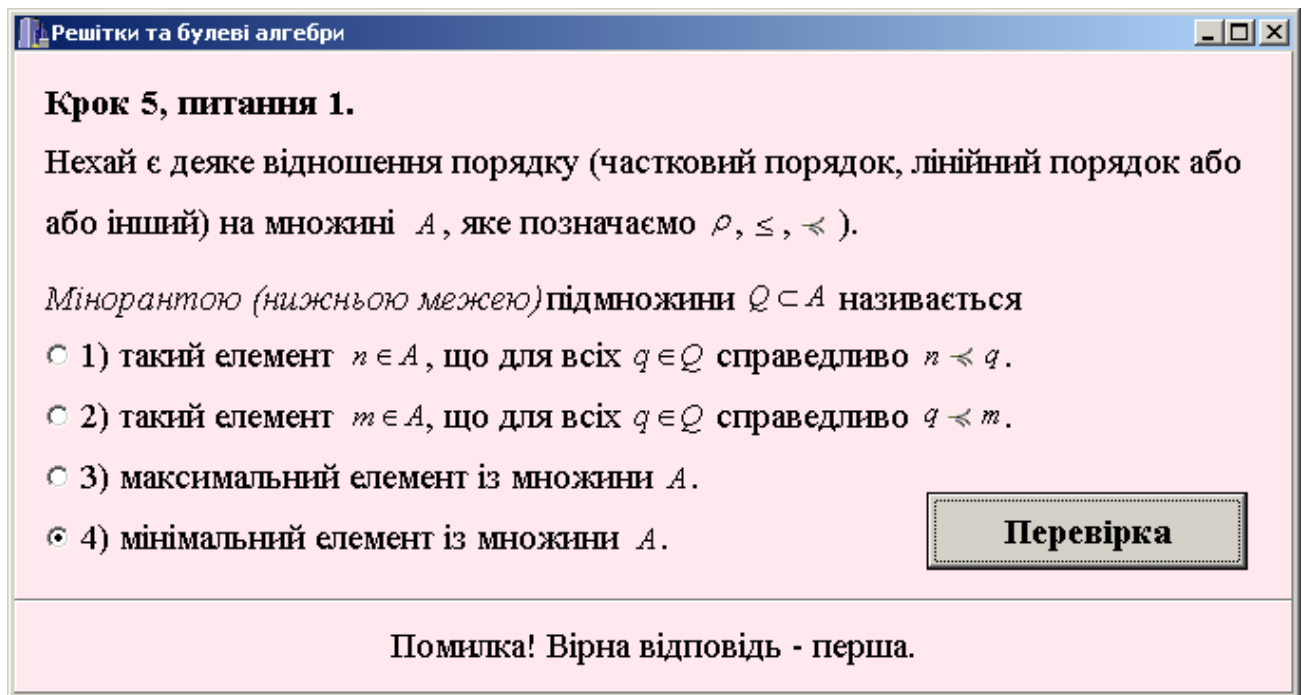 Решітки та булеві алгебри
Крок 5, питання 1.
Нехай є деяке відношення порядку (частковий порядок, лінійний порядок або
або інший) на множині A, яке позначаємо ρ, ≤, ≼ ).
Мінорантою (нижньою межею) підмножини Q ⊂ A називається
1) такий елемент n ∈ A, що для всіх q ∈ Q справедливо n ≼ q.
2) такий елемент m ∈ A, що для всіх q ∈ Q справедливо q ≼ m.
3) максимальний елемент із множини A.
4) мінімальний елемент із множини A.
Перевірка
Помилка! Вірна відповідь - перша.